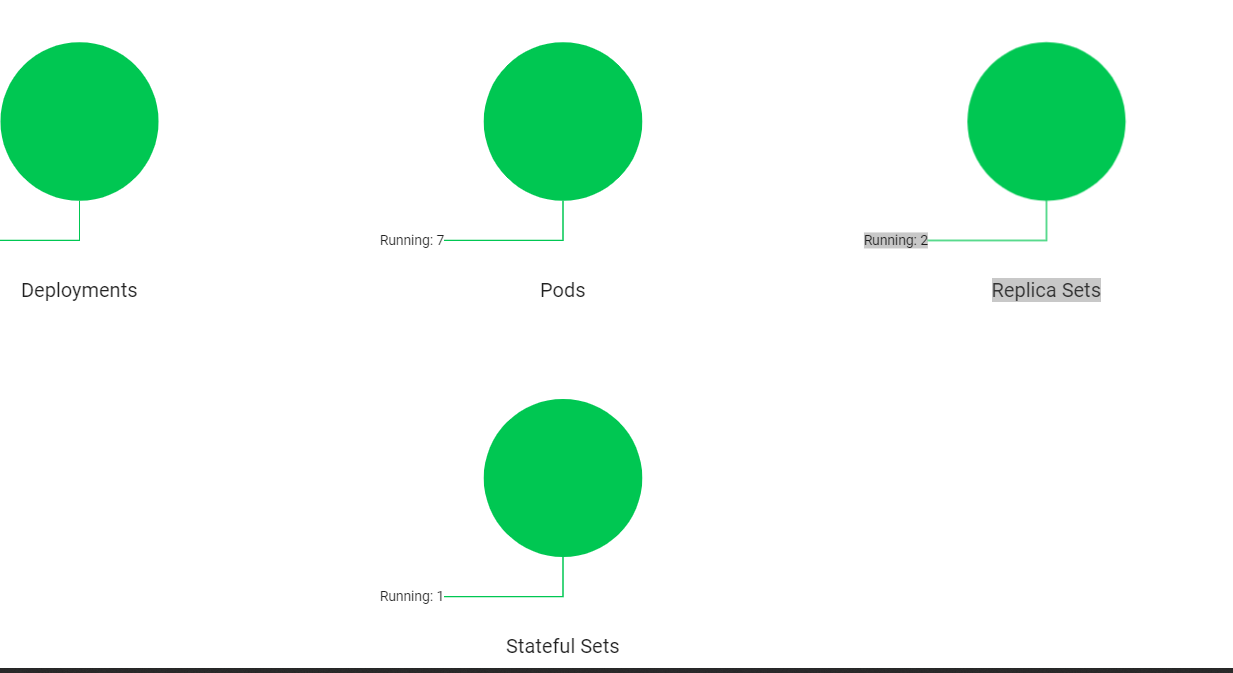 Running: 7
Running: 2
Deployments
Pods
Replica Sets
Running: 1
Stateful Sets